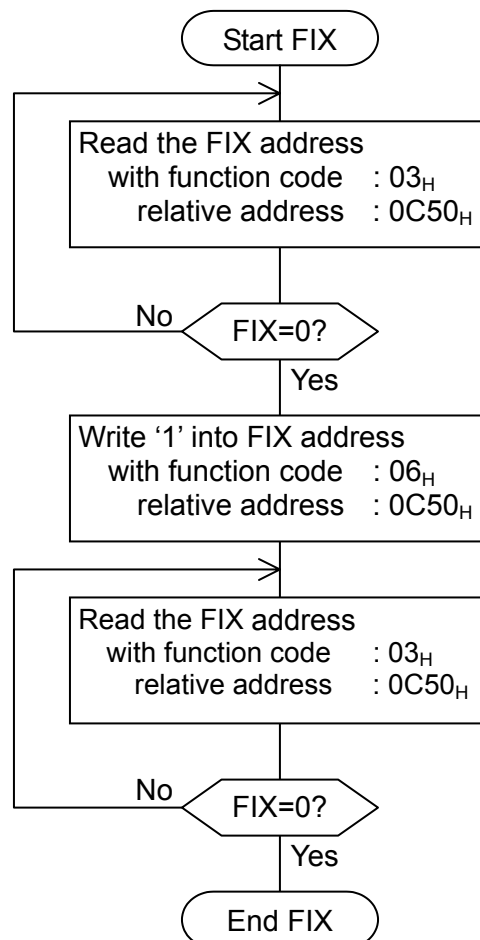 Start FIX
Read the FIX address
with function code : 03H
relative address : 0C50H
No
FIX=0?
Yes
Write ‘1’ into FIX address
with function code : 06H
relative address : 0C50H
Read the FIX address
with function code : 03H
relative address : 0C50H
No
FIX=0?
Yes
End FIX